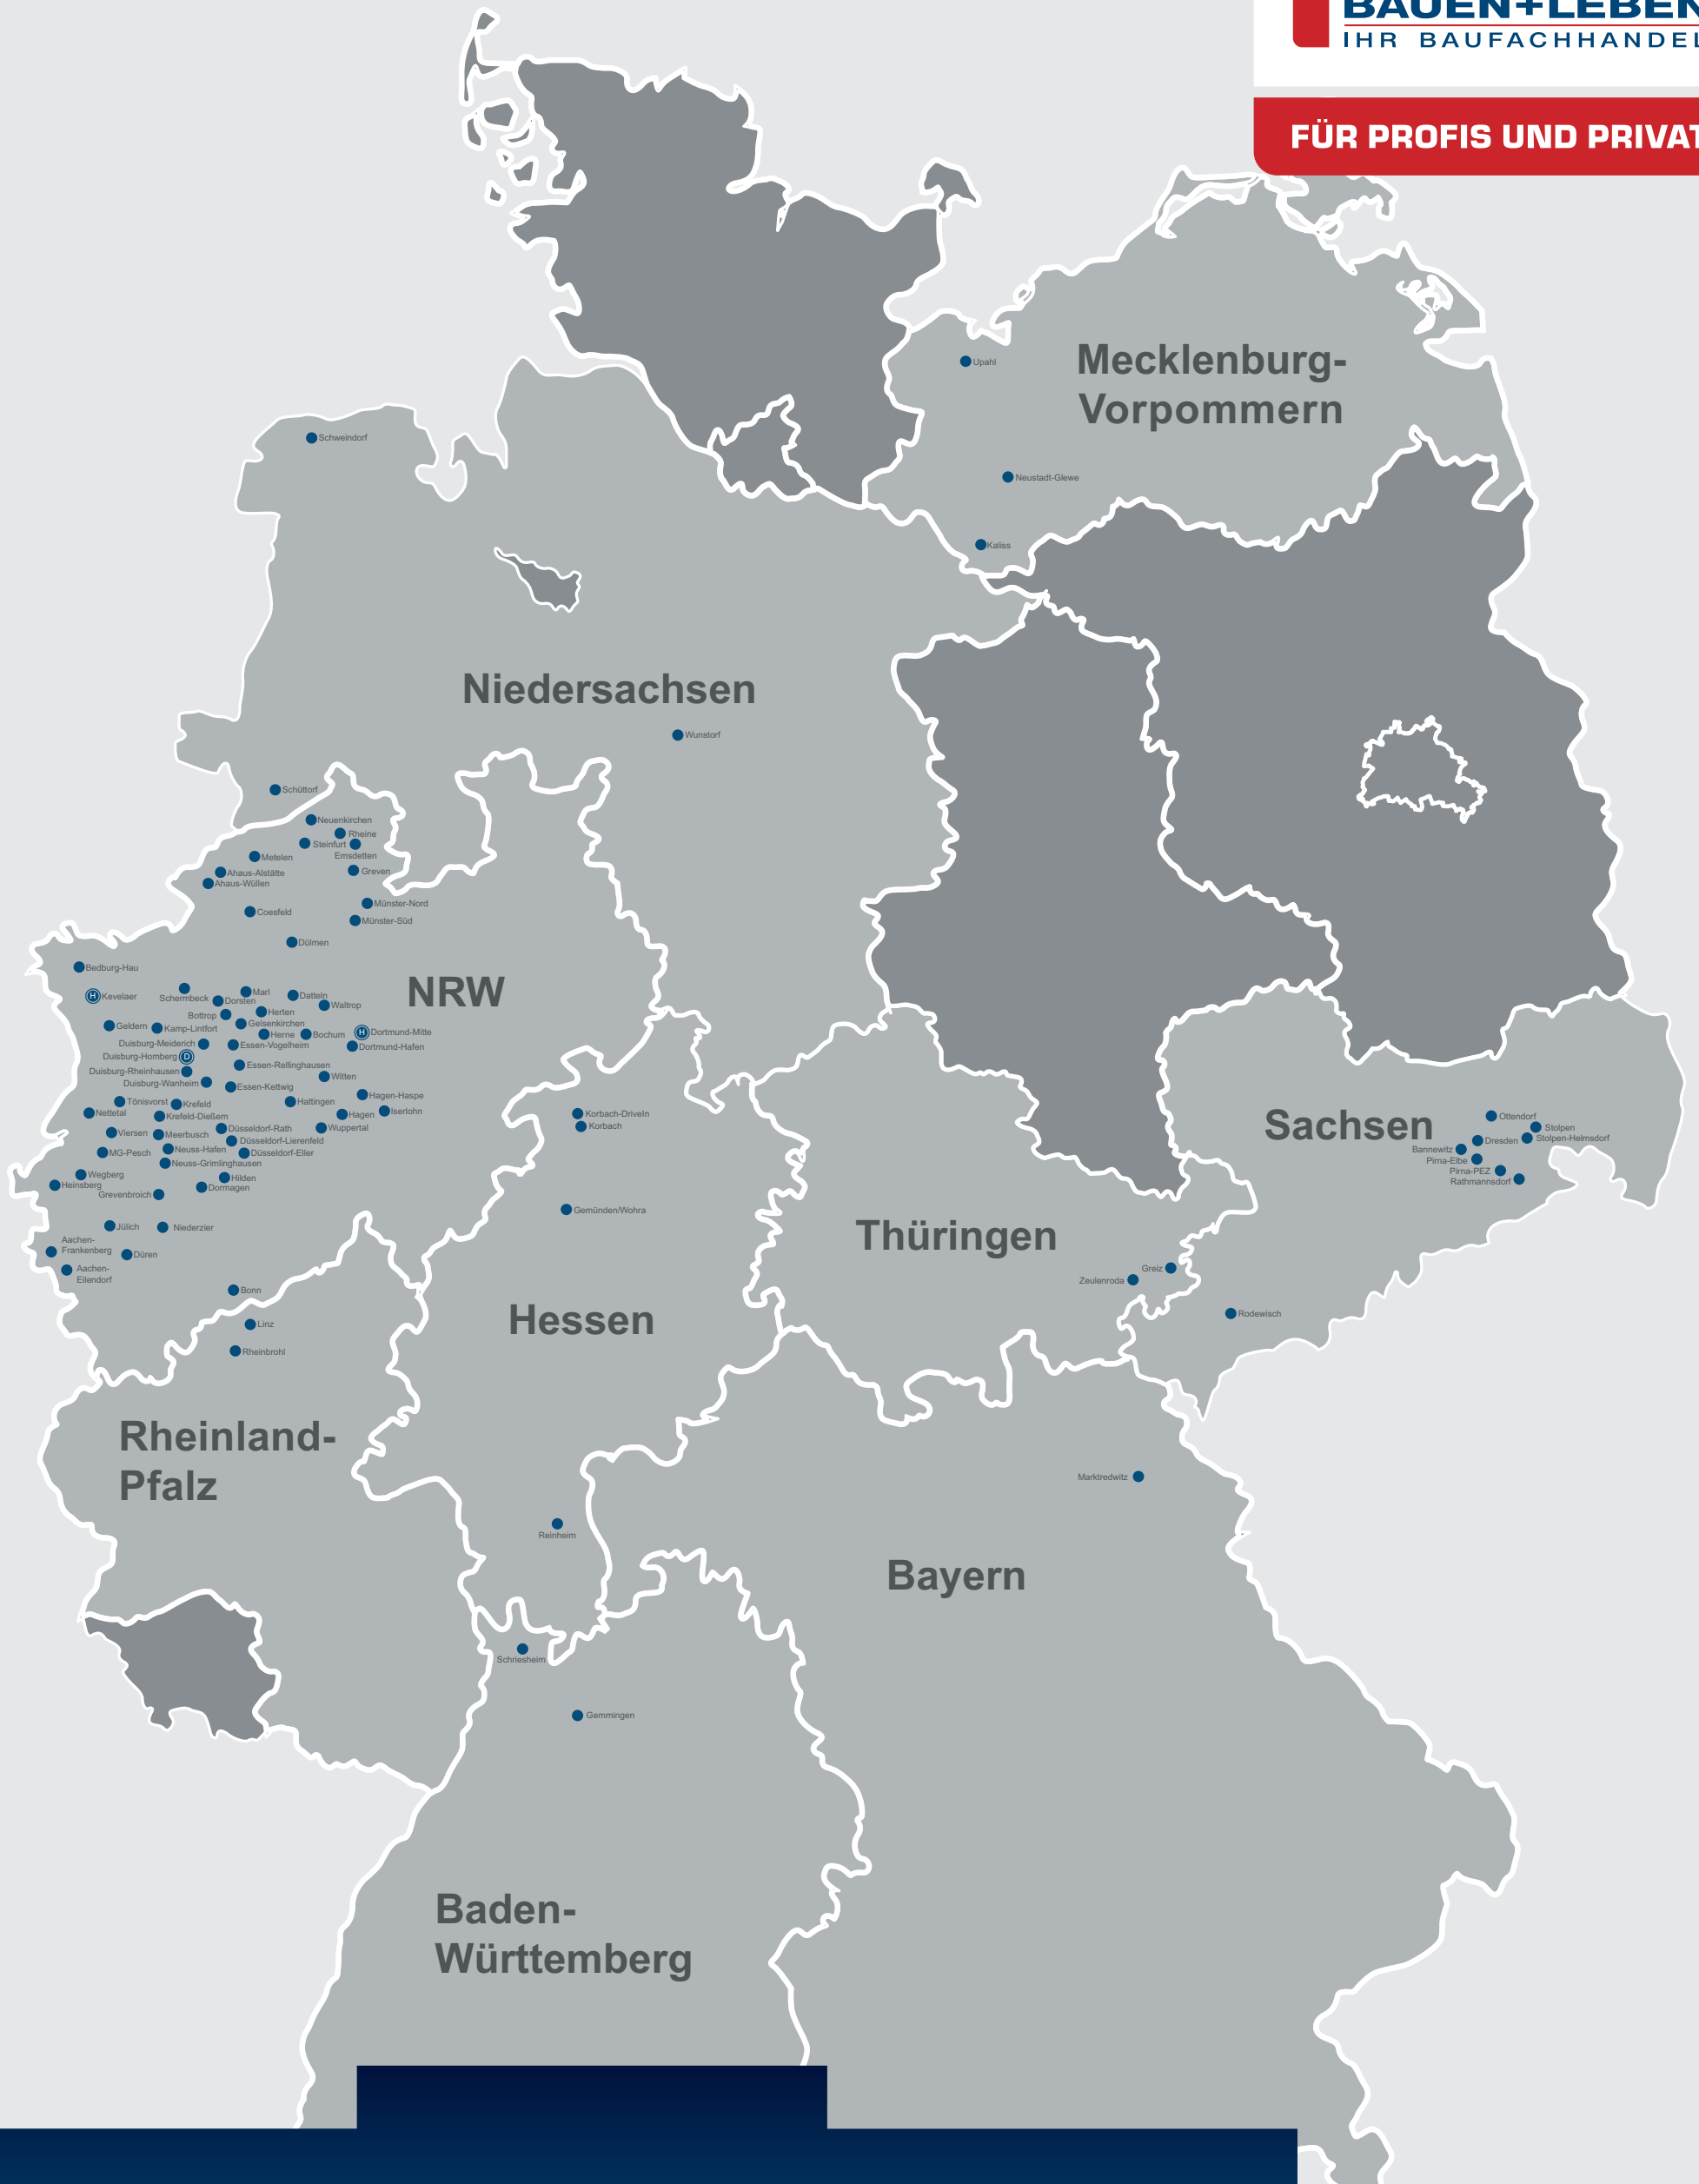 BAUEN+LEBEN
IHR BAUFACHHANDEL
FÜR PROFIS UND PRIVAT
Mecklenburg-
Vorpommern
Upahl
Neustadt-Glewe
Kaliss
Schweindorf
Niedersachsen
Wunstorf
Schüttorf
Neuenkirchen
Rheine
Steinfurt
Emsdetten
Metelen
Greven
Ahaus-Alstätte
Ahaus-Wüllen
Münster-Nord
Coesfeld
Münster-Süd
Dülmen
NRW
Bedburg-Hau
H Kevelaer
Schermbeck
Marl
Dorsten
Datteln
Waltrop
Bottrop
Herten
Gelsenkirchen
Geldern
Kamp-Lintfort
Herne
Bochum
H Dortmund-Mitte
Duisburg-Meiderich
Essen-Vogelheim
Dortmund-Hafen
Duisburg-Homberg D
Essen-Rellinghausen
Duisburg-Rheinhausen
Witten
Duisburg-Wanheim
Essen-Kettwig
Hagen-Haspe
Tönisvorst
Krefeld
Hattingen
Nettetal
Krefeld-Dießem
Hagen
Iserlohn
Viersen
Meerbusch
Düsseldorf-Rath
Wuppertal
Düsseldorf-Lierenfeld
MG-Pesch
Neuss-Hafen
Düsseldorf-Eller
Neuss-Grimlinghausen
Wegberg
Hilden
Heinsberg
Dormagen
Grevenbroich
Jülich
Niederzier
Aachen-
Frankenberg
Düren
Aachen-
Eilendorf
Bonn
Linz
Rheinbrohl
Korbach-DriveIn
Korbach
Gemünden/Wohra
Hessen
Reinheim
Sachsen
Ottendorf
Stolpen
Dresden
Stolpen-Helmsdorf
Bannewitz
Pirna-Elbe
Pirna-PEZ
Rathmannsdorf
Rodewisch
Thüringen
Greiz
Zeulenroda
Rheinland-
Pfalz
Marktredwitz
Bayern
Schriesheim
Gemmingen
Baden-
Württemberg